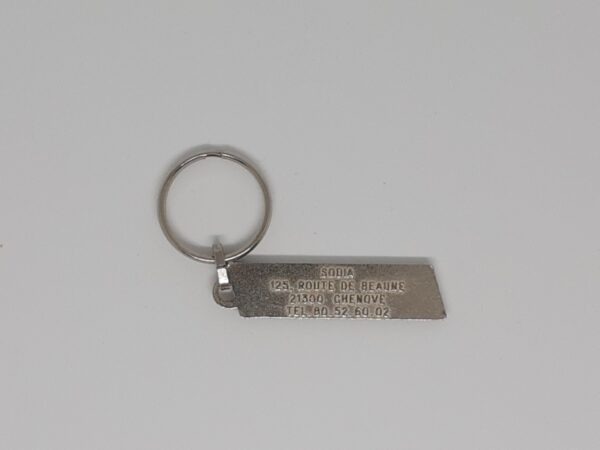 SODIA
125, ROUTE DE BEAUNE
21300 CHENOVE
TEL 80.52.60.02